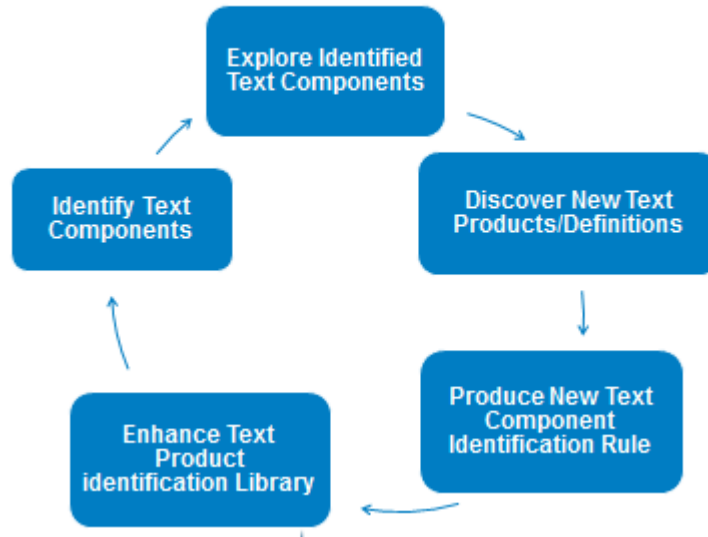 Explore Identified
Text Components
Discover New Text
Products/Definitions
Produce New Text
Component
Identification Rule
Enhance Text
Product
identification Library
Identify Text
Components